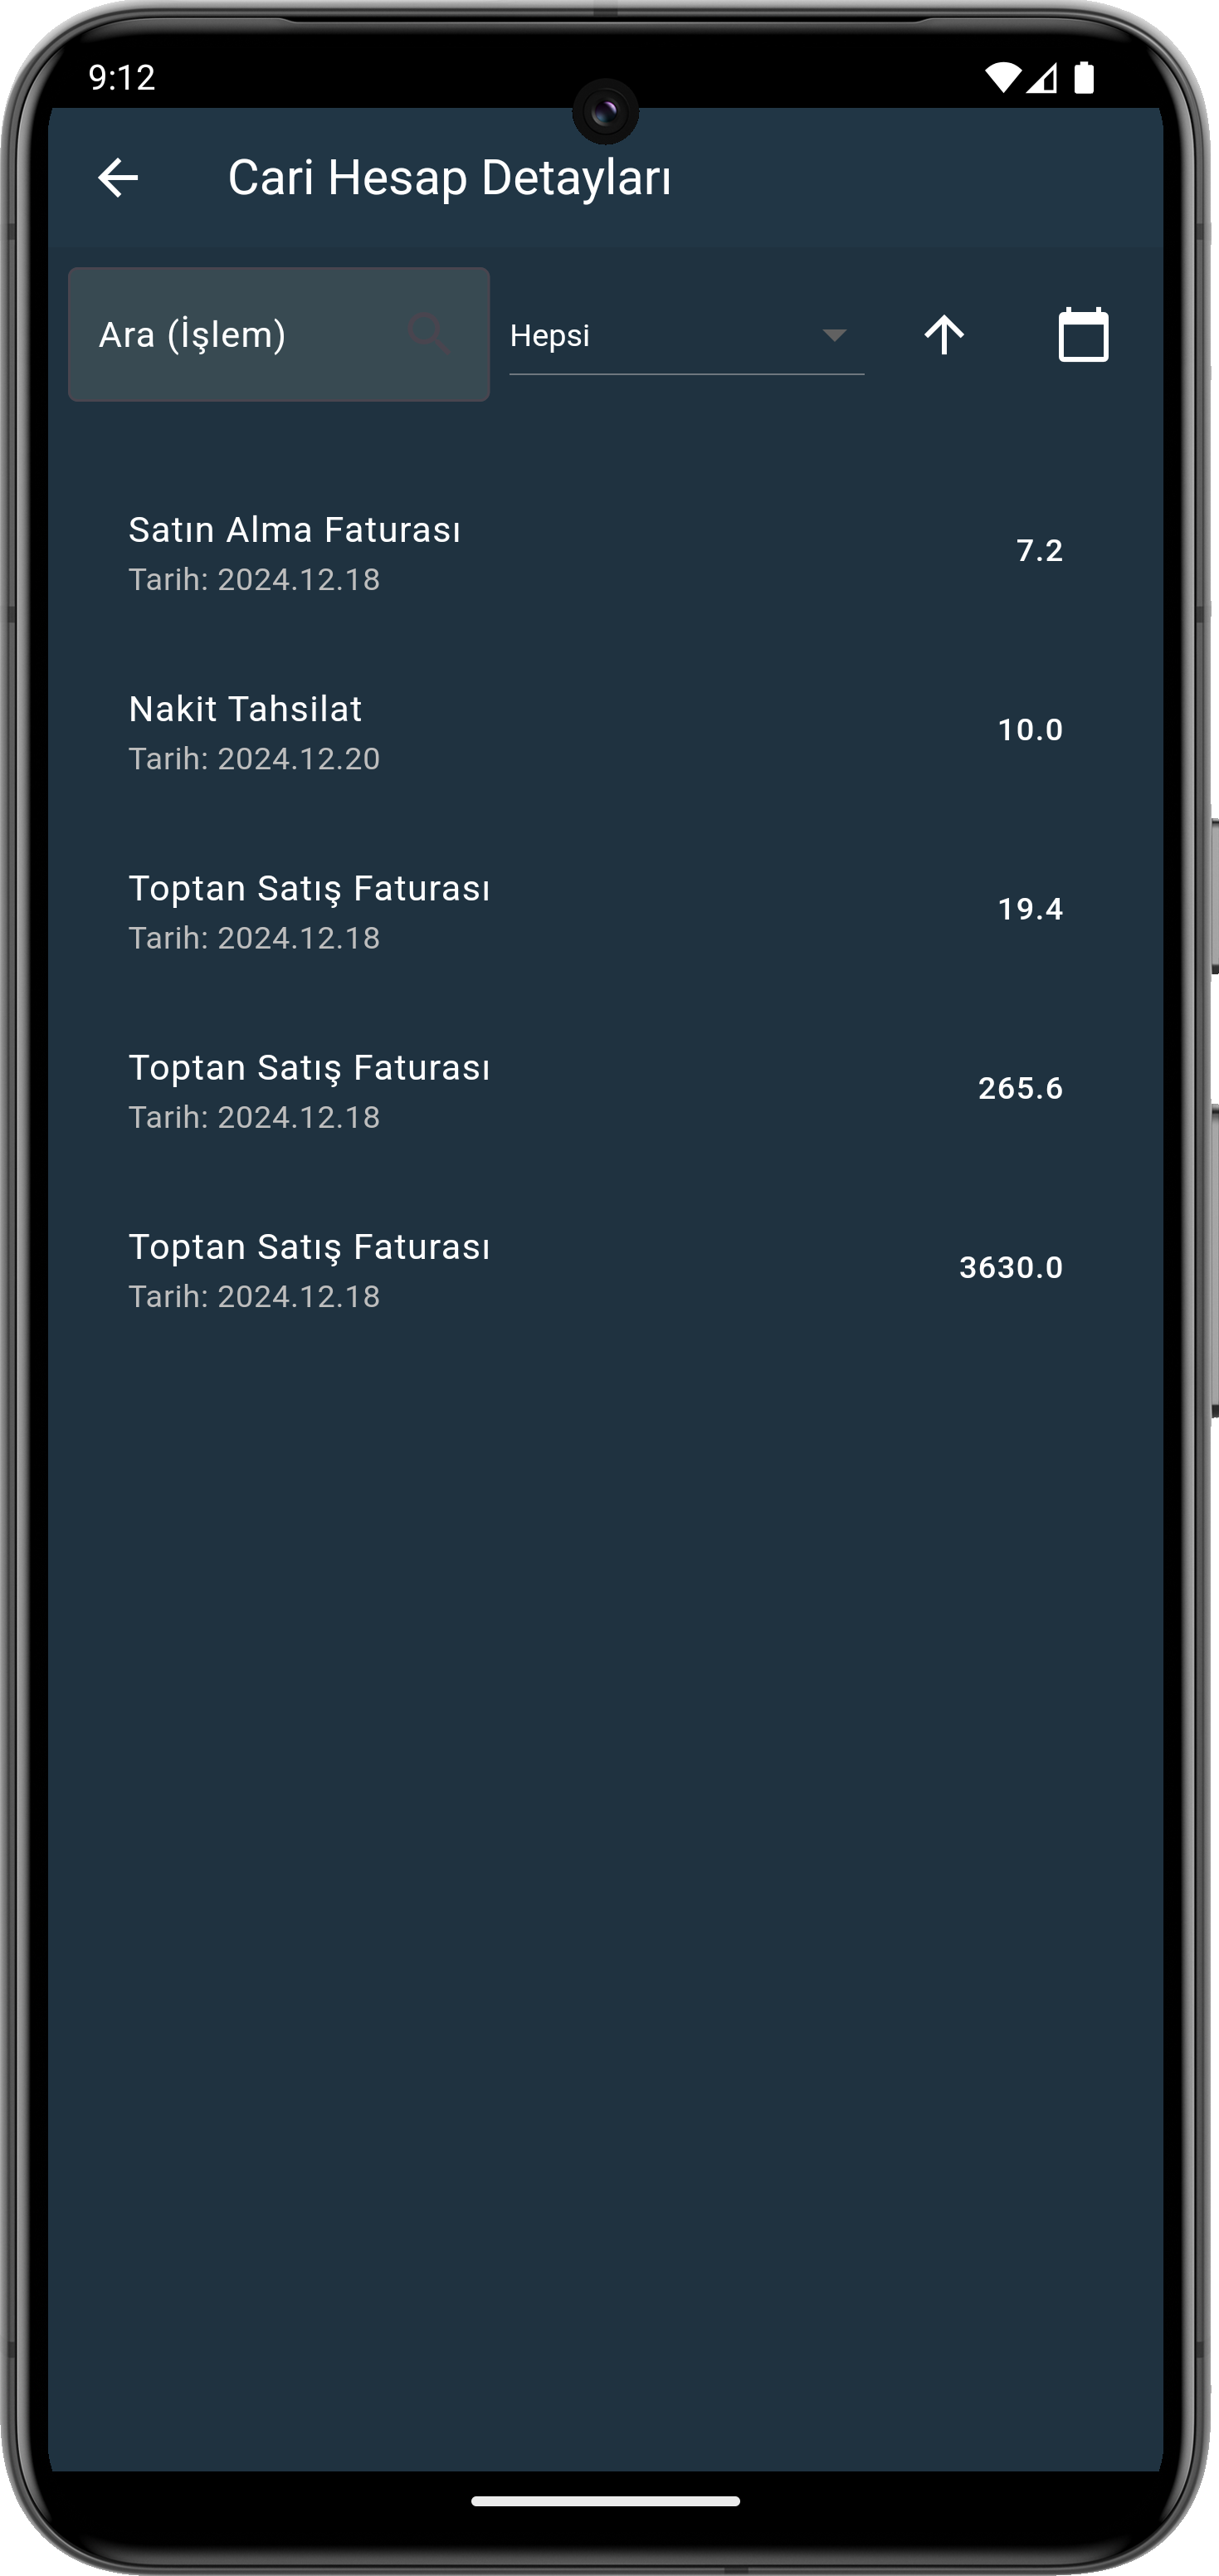 9:12
Cari Hesap Detayları
Ara (İşlem)
Hepsi
Satın Alma Faturası
7.2
Tarih: 2024.12.18
Nakit Tahsilat
10.0
Tarih: 2024.12.20
Toptan Satış Faturası
19.4
Tarih: 2024.12.18
Toptan Satış Faturası
265.6
Tarih: 2024.12.18
Toptan Satış Faturası
3630.0
Tarih: 2024.12.18